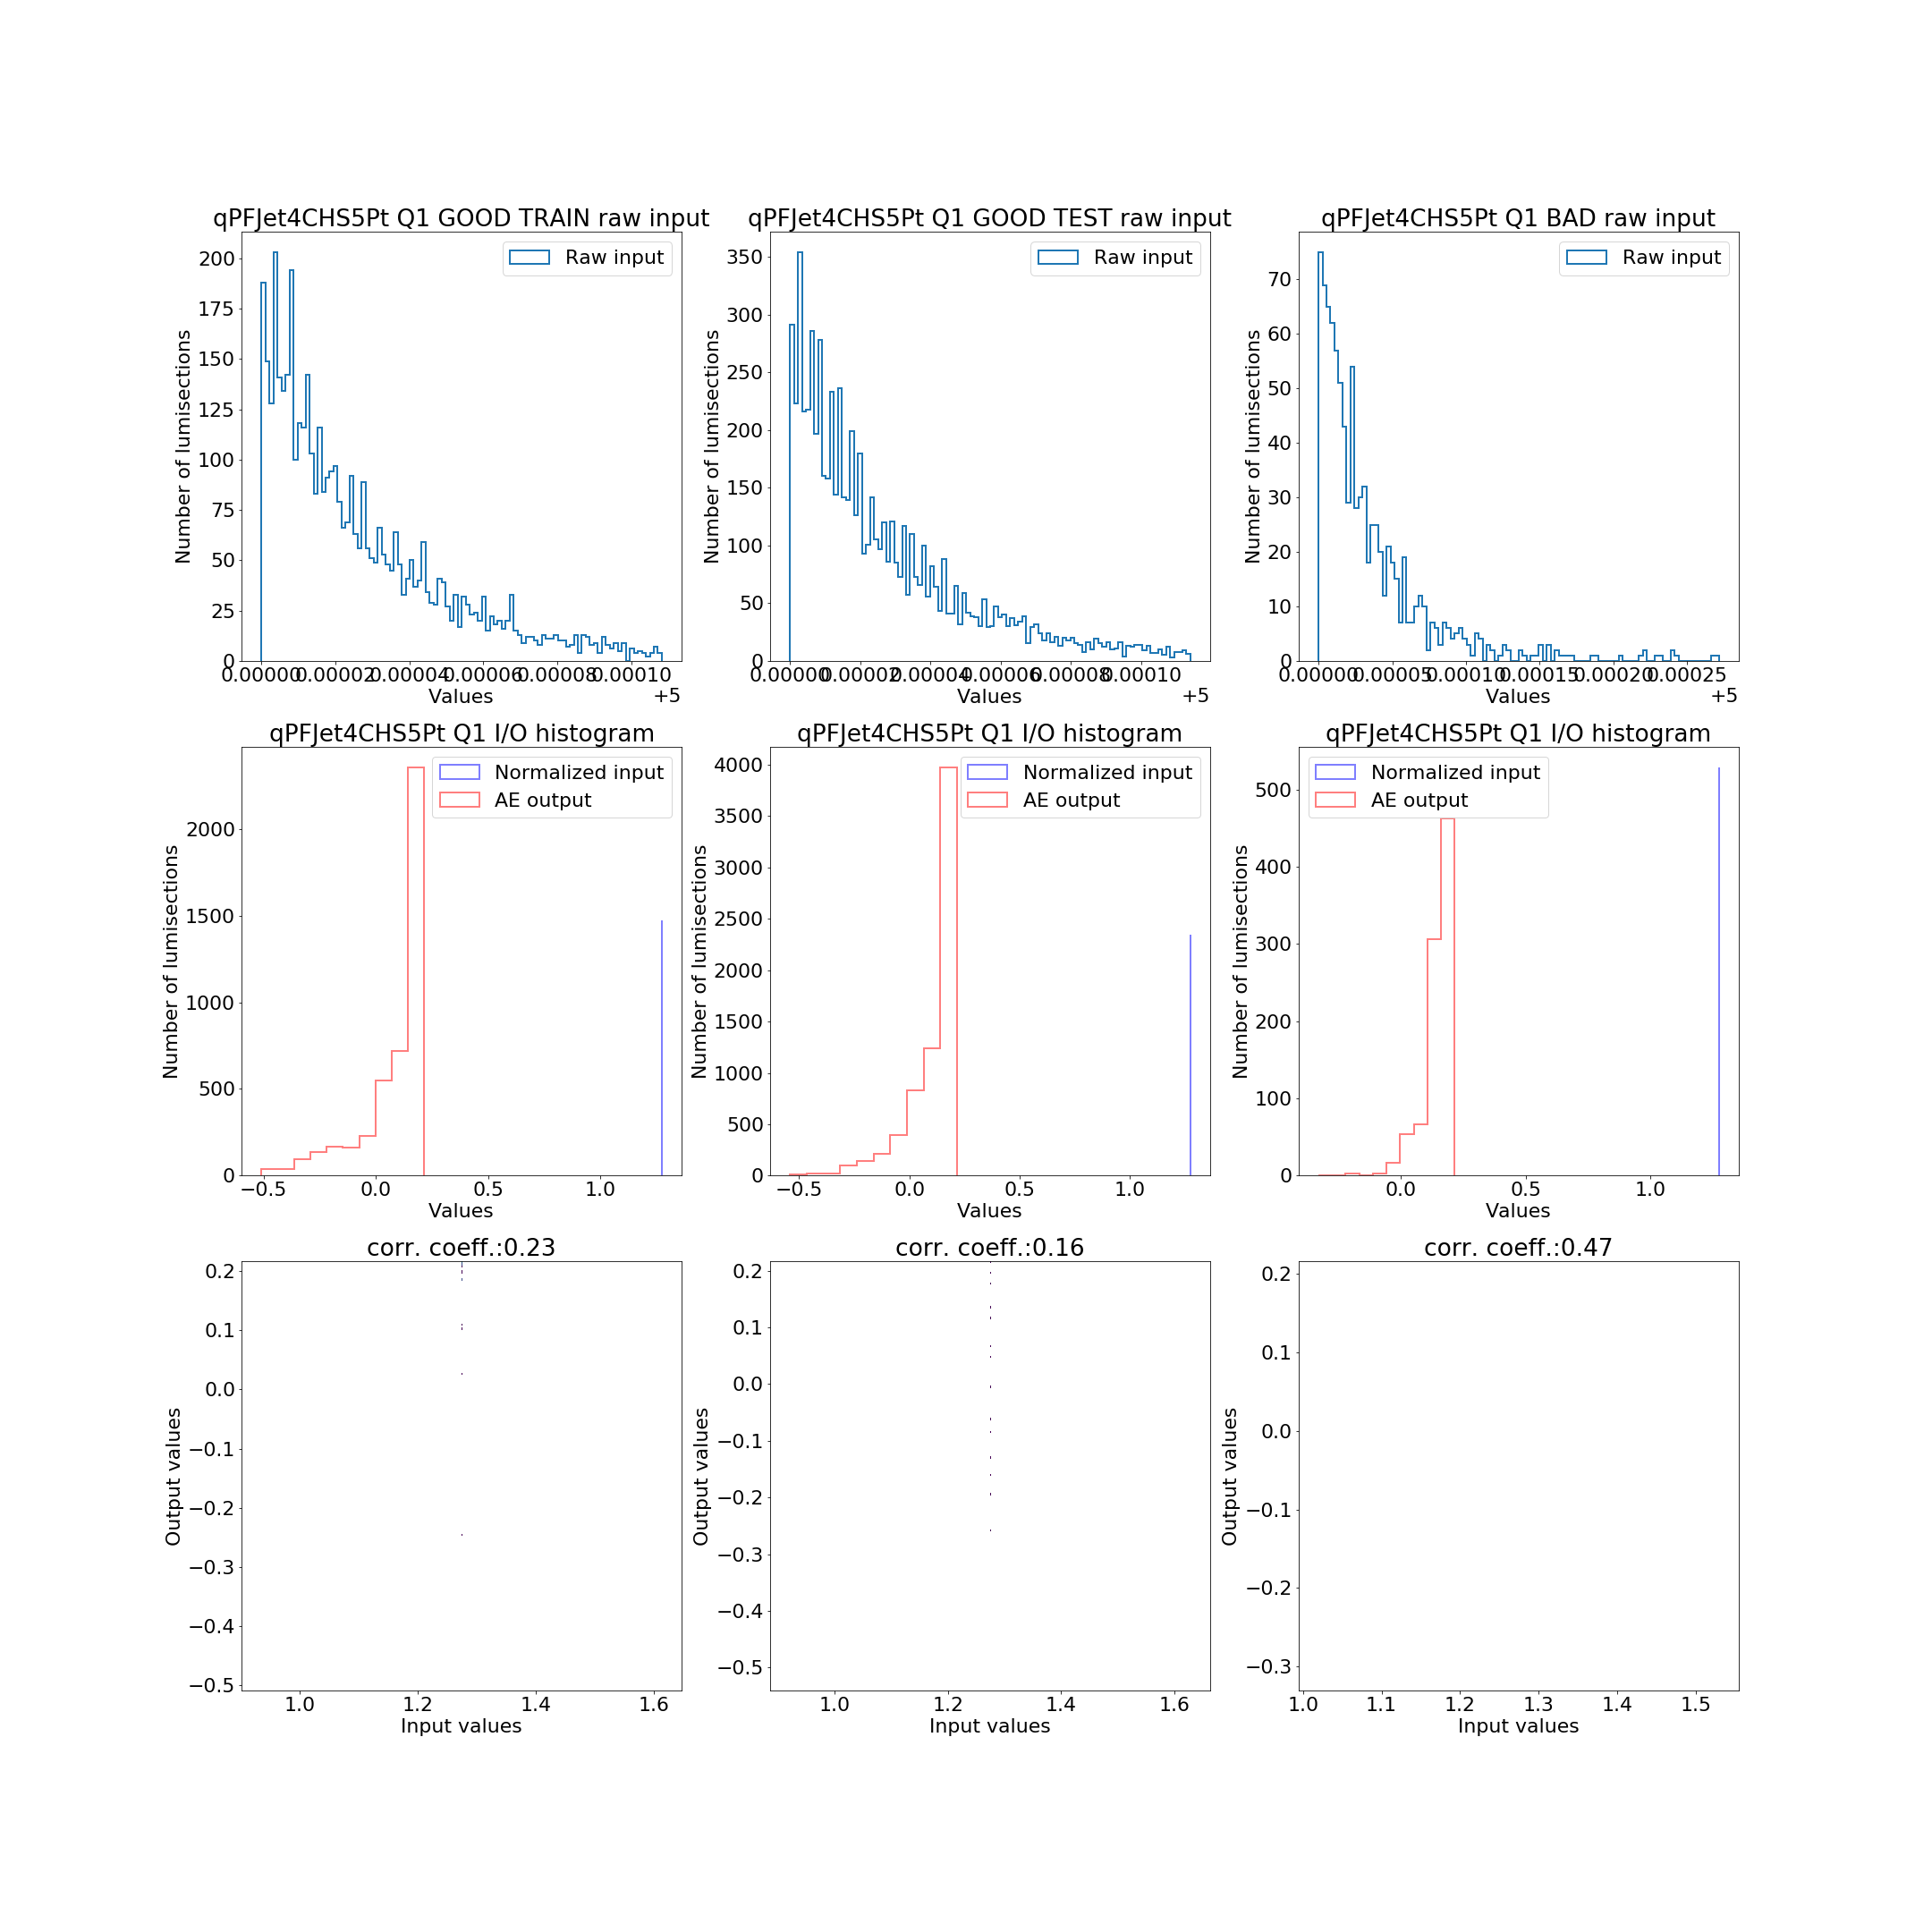 qPFJet4CHS5Pt Q1 GOOD TRAIN raw input
Raw input
Number of lumisections
200
175
150
125
100
75
50
25
0
0.00000 0.00002 0.00004 0.00006 0.00008 0.00010
+5
Values
qPFJet4CHS5Pt Q1 GOOD TEST raw input
Raw input
Number of lumisections
350
300
250
200
150
100
50
0
0.00000 0.00002 0.00004 0.00006 0.00008 0.00010
+5
Values
qPFJet4CHS5Pt Q1 BAD raw input
Raw input
Number of lumisections
70
60
50
40
30
20
10
0
0.00000 0.00005 0.00010 0.00015 0.00020 0.00025
+5
Values
qPFJet4CHS5Pt Q1 I/O histogram
Normalized input
AE output
Number of lumisections
2000
1500
1000
500
0
−0.5 0.0 0.5 1.0
Values
qPFJet4CHS5Pt Q1 I/O histogram
Normalized input
AE output
Number of lumisections
4000
3500
3000
2500
2000
1500
1000
500
0
−0.5 0.0 0.5 1.0
Values
qPFJet4CHS5Pt Q1 I/O histogram
Normalized input
AE output
Number of lumisections
500
400
300
200
100
0
0.0 0.5 1.0
Values
corr. coeff.:0.23
Output values
0.2
0.1
0.0
−0.1
−0.2
−0.3
−0.4
−0.5
1.0 1.2 1.4 1.6
Input values
corr. coeff.:0.16
Output values
0.2
0.1
0.0
−0.1
−0.2
−0.3
−0.4
−0.5
1.0 1.2 1.4 1.6
Input values
corr. coeff.:0.47
Output values
0.2
0.1
0.0
−0.1
−0.2
−0.3
1.0 1.1 1.2 1.3 1.4 1.5
Input values